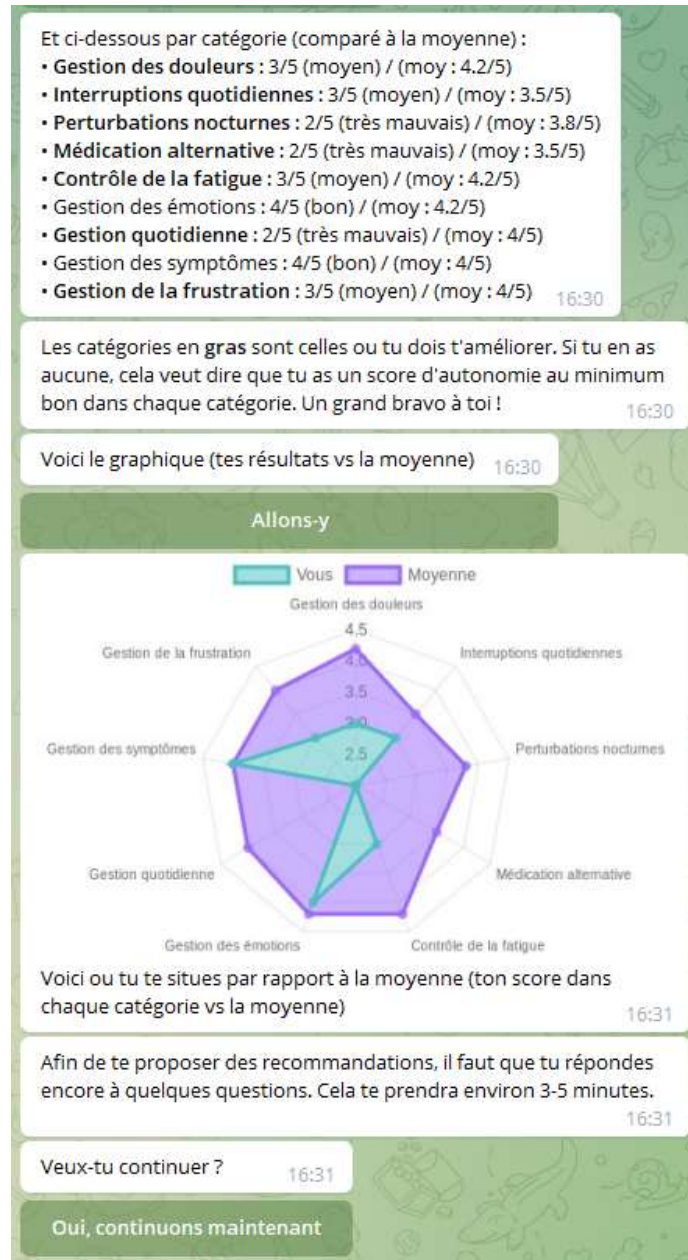 Et ci-dessous par catégorie (comparé à la moyenne) :
• Gestion des douleurs : 3/5 (moyen) / (moy : 4.2/5)
• Interruptions quotidiennes : 3/5 (moyen) / (moy : 3.5/5)
• Perturbations nocturnes : 2/5 (très mauvais) / (moy : 3.8/5)
• Médication alternative : 2/5 (très mauvais) / (moy : 3.5/5)
• Contrôle de la fatigue : 3/5 (moyen) / (moy : 4.2/5)
• Gestion des émotions : 4/5 (bon) / (moy : 4.2/5)
• Gestion quotidienne : 2/5 (très mauvais) / (moy : 4/5)
• Gestion des symptômes : 4/5 (bon) / (moy : 4/5)
• Gestion de la frustration : 3/5 (moyen) / (moy : 4/5) 16:30
Les catégories en gras sont celles ou tu dois t'améliorer. Si tu en as
aucune, cela veut dire que tu as un score d'autonomie au minimum
bon dans chaque catégorie. Un grand bravo à toi ! 16:30
Voici le graphique (tes résultats vs la moyenne) 16:30
Allons-y
Vous Moyenne
Gestion des douleurs
4.5
Gestion de la frustration Interruptions quotidiennes
4.0
3.5
3.0
Gestion des symptômes 2.5 Perturbations nocturnes
Gestion quotidienne Médication alternative
Gestion des émotions Contrôle de la fatigue
Voici ou tu te situes par rapport à la moyenne (ton score dans
chaque catégorie vs la moyenne) 16:31
Afin de te proposer des recommandations, il faut que tu répondes
encore à quelques questions. Cela te prendra environ 3-5 minutes.
16:31
Veux-tu continuer ? 16:31
Oui, continuons maintenant